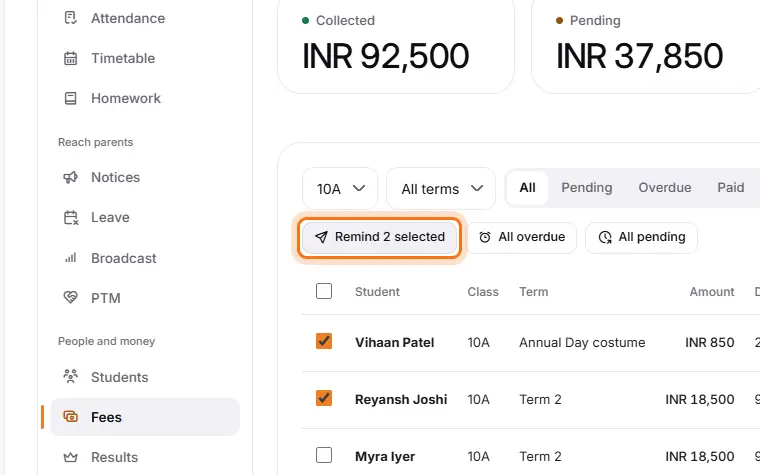 Attendance
Timetable
Homework
Reach parents
Notices
Leave
Broadcast
PTM
People and money
Students
Fees
Results
Collected
INR 92,500
Pending
INR 37,850
10A All terms All Pending Overdue Paid
Remind 2 selected All overdue All pending
Student Class Term Amount
Vihaan Patel 10A Annual Day costume INR 850 2
Reyansh Joshi 10A Term 2 INR 18,500
Myra Iyer 10A Term 2 INR 18,500